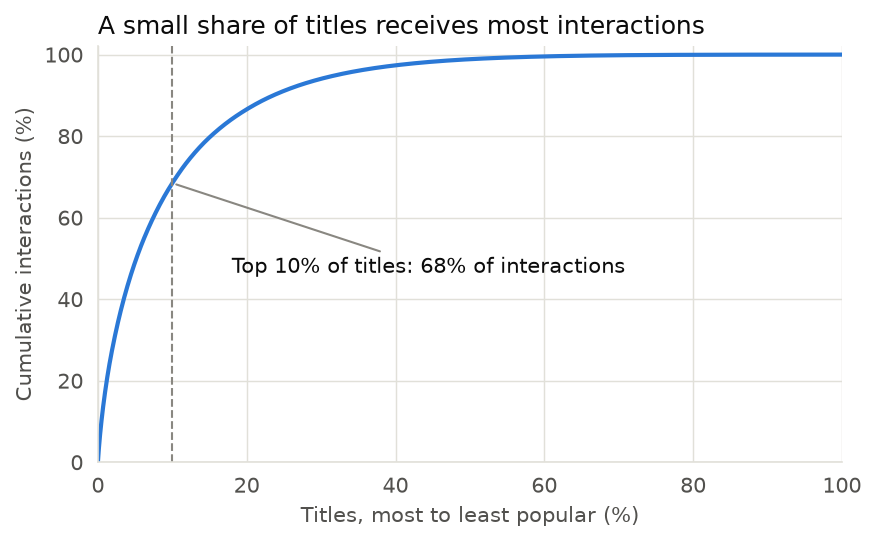 A small share of titles receives most interactions
Cumulative interactions (%)
100
80
60
40
20
0
Top 10% of titles: 68% of interactions
0 20 40 60 80 100
Titles, most to least popular (%)